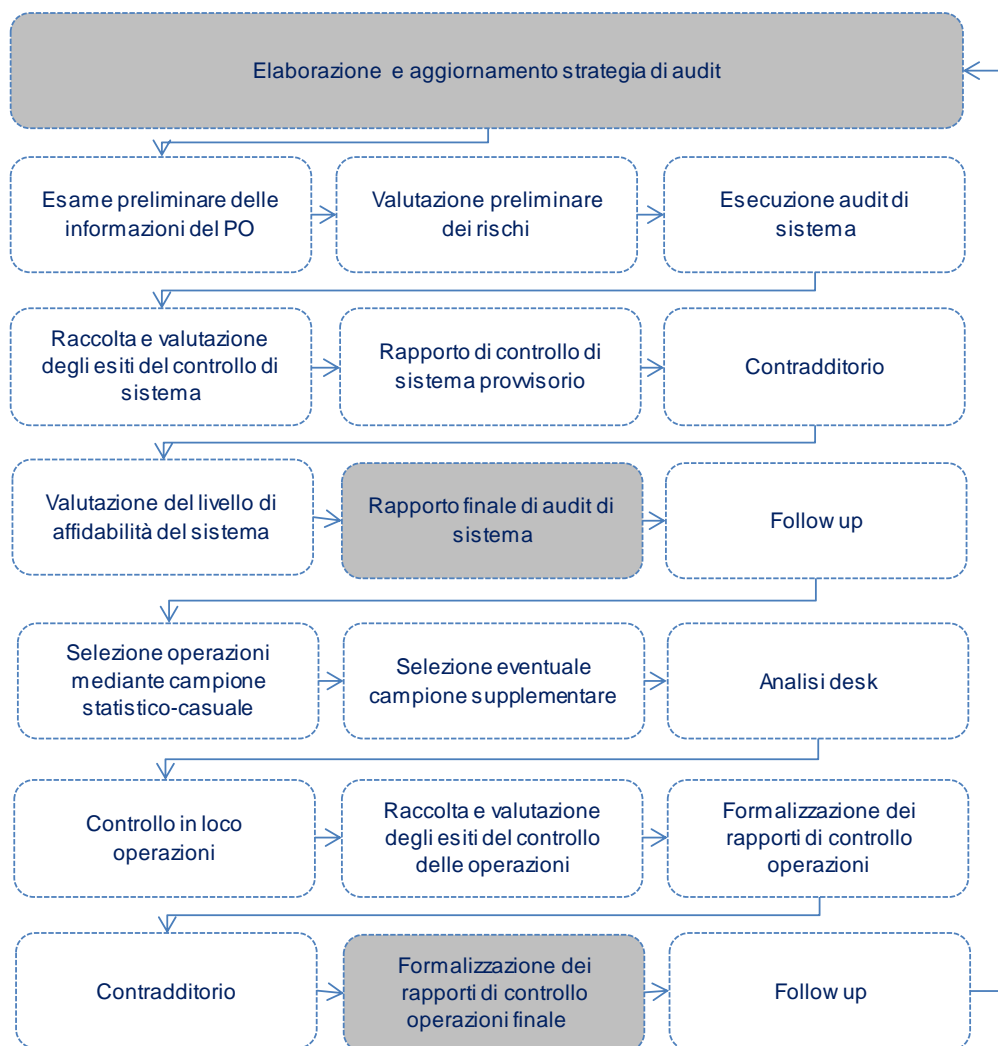 Elaborazione e aggiornamento strategia di audit
Esame preliminare delle
informazioni del PO
Valutazione preliminare
dei rischi
Esecuzione audit di
sistema
Raccolta e valutazione
degli esiti del controllo di
sistema
Rapporto di controllo di
sistema provvisorio
Contradditorio
Valutazione del livello di
affidabilità del sistema
Rapporto finale di audit di
sistema
Follow up
Selezione operazioni
mediante campione
statistico-casuale
Selezione eventuale
campione supplementare
Analisi desk
Controllo in loco
operazioni
Raccolta e valutazione
degli esiti del controllo
delle operazioni
Formalizzazione dei
rapporti di controllo
operazioni
Contradditorio
Formalizzazione dei
rapporti di controllo
operazioni finale
Follow up